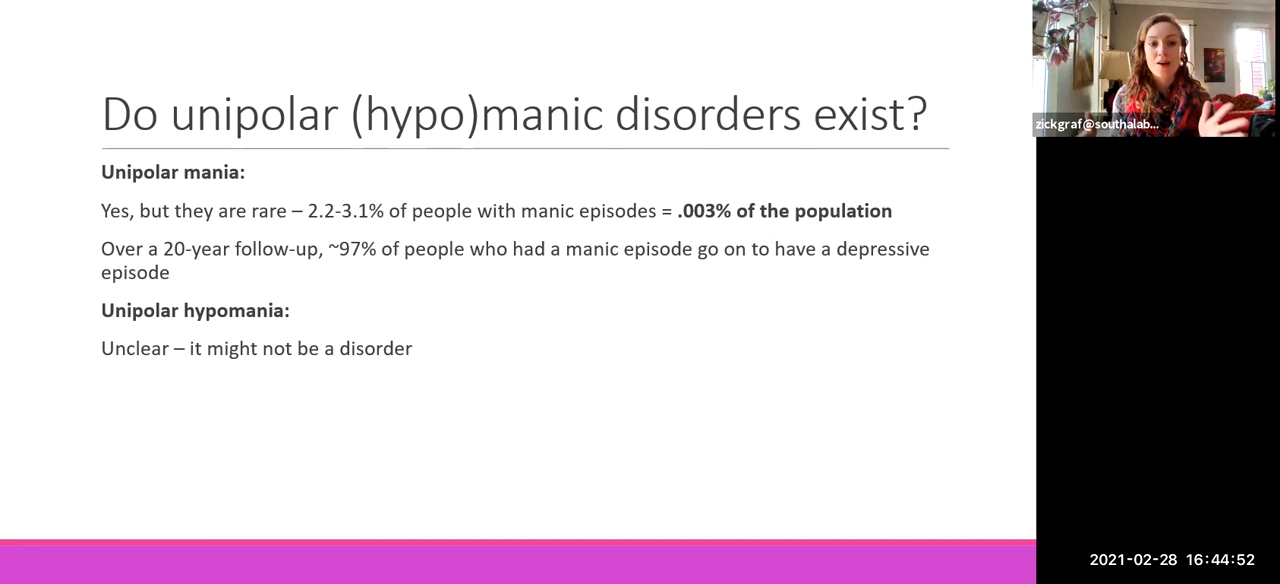 Do unipolar (hypo)manic disorders exist?
Unipolar mania:
Yes, but they are rare – 2.2-3.1% of people with manic episodes = .003% of the population
Over a 20-year follow-up, ~97% of people who had a manic episode go on to have a depressive
episode
Unipolar hypomania:
Unclear – it might not be a disorder
zickgraf@southalab...
2021-02-28 16:44:52